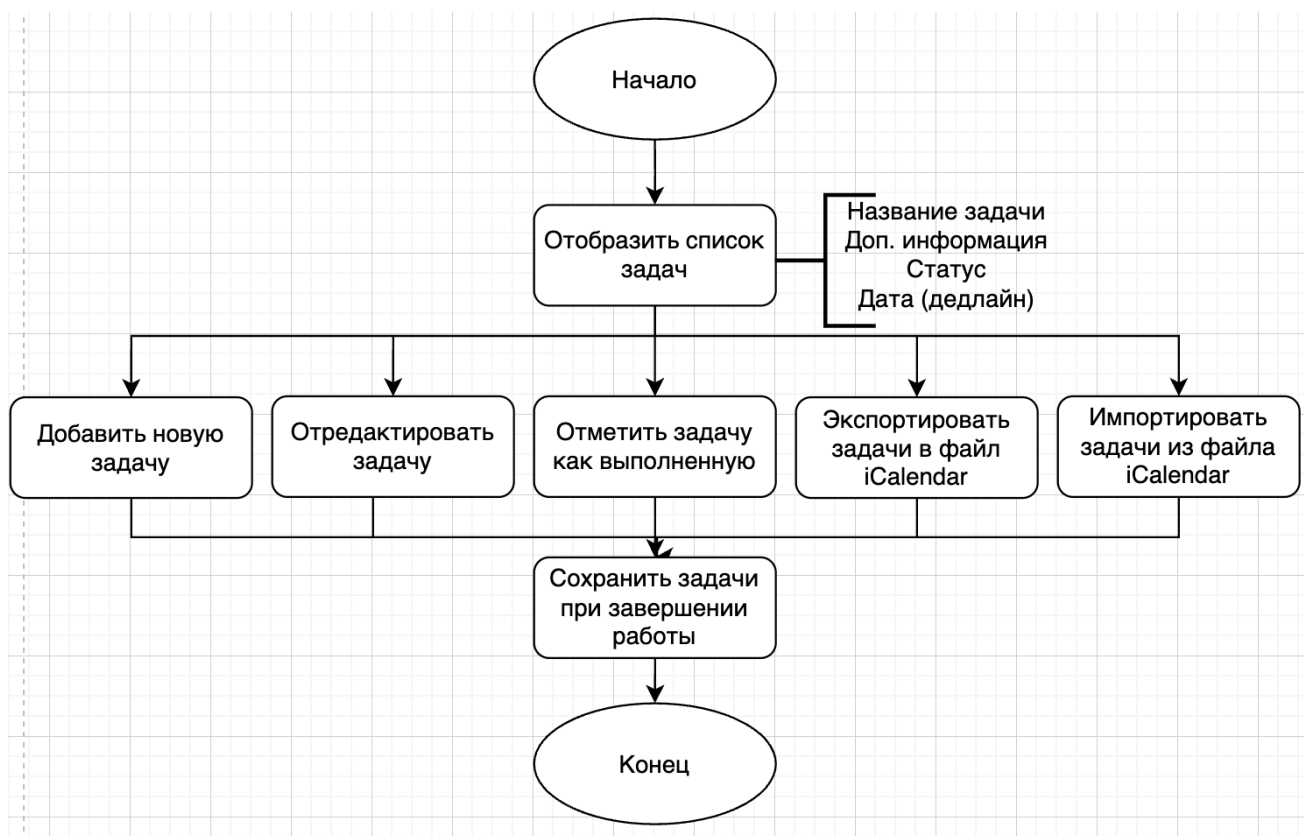 Начало
Отобразить список
задач
Название задачи
Доп. информация
Статус
Дата (дедлайн)
Добавить новую
задачу
Отредактировать
задачу
Отметить задачу
как выполненную
Экспортировать
задачи в файл
iCalendar
Импортировать
задачи из файла
iCalendar
Сохранить задачи
при завершении
работы
Конец